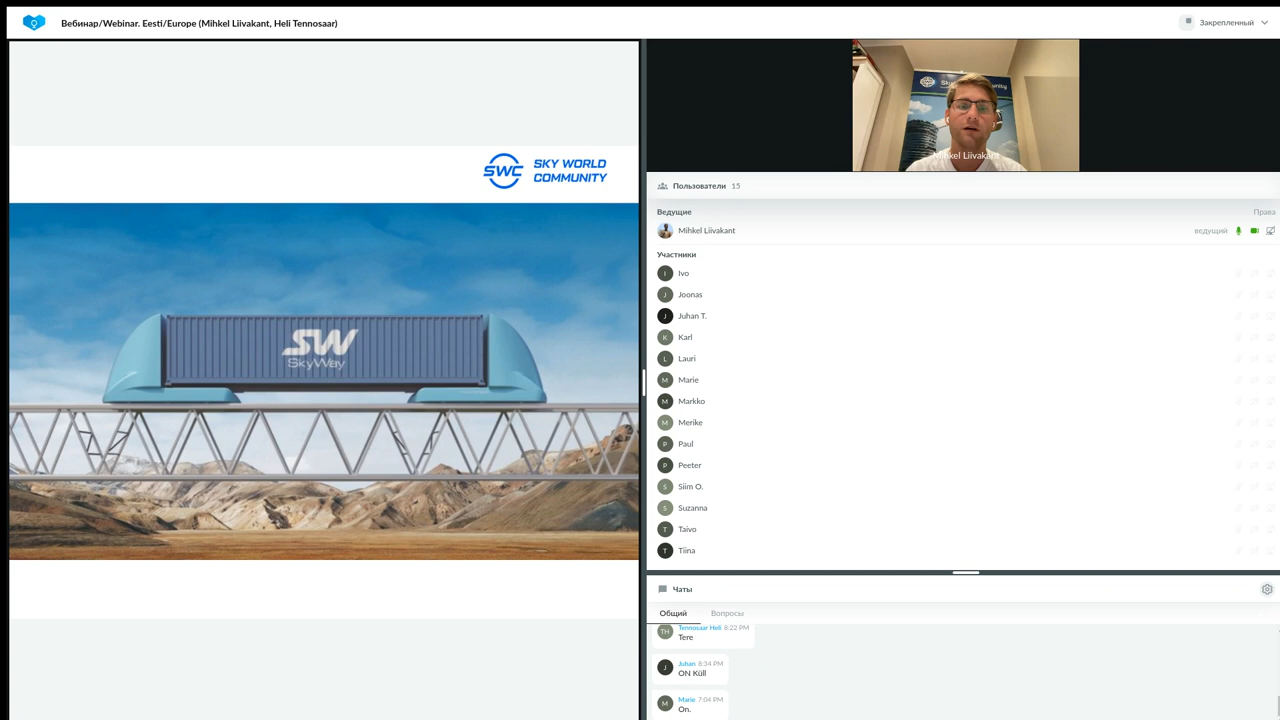 Вебинар/Webinar. Eesti/Europe (Mihkel Liivakant, Heli Tennosaar)
Закрепленный
SWC SKY WORLD
COMMUNITY
SW
SkyWay
Mihkel Liivakant
Пользователи 15
Ведущие Права
Mihkel Liivakant ведущий
Участники
I Ivo
J Joonas
J Juhan T.
K Karl
L Lauri
M Marie
M Markko
M Merike
P Paul
P Peeter
S Siim O.
S Suzanna
T Taivo
T Tiina
Чаты
Общий Вопросы
TH Tennosaar Heli 8:22 PM
Tere
J Juhan 8:34 PM
ON Küll
M Marie 7:04 PM
On.